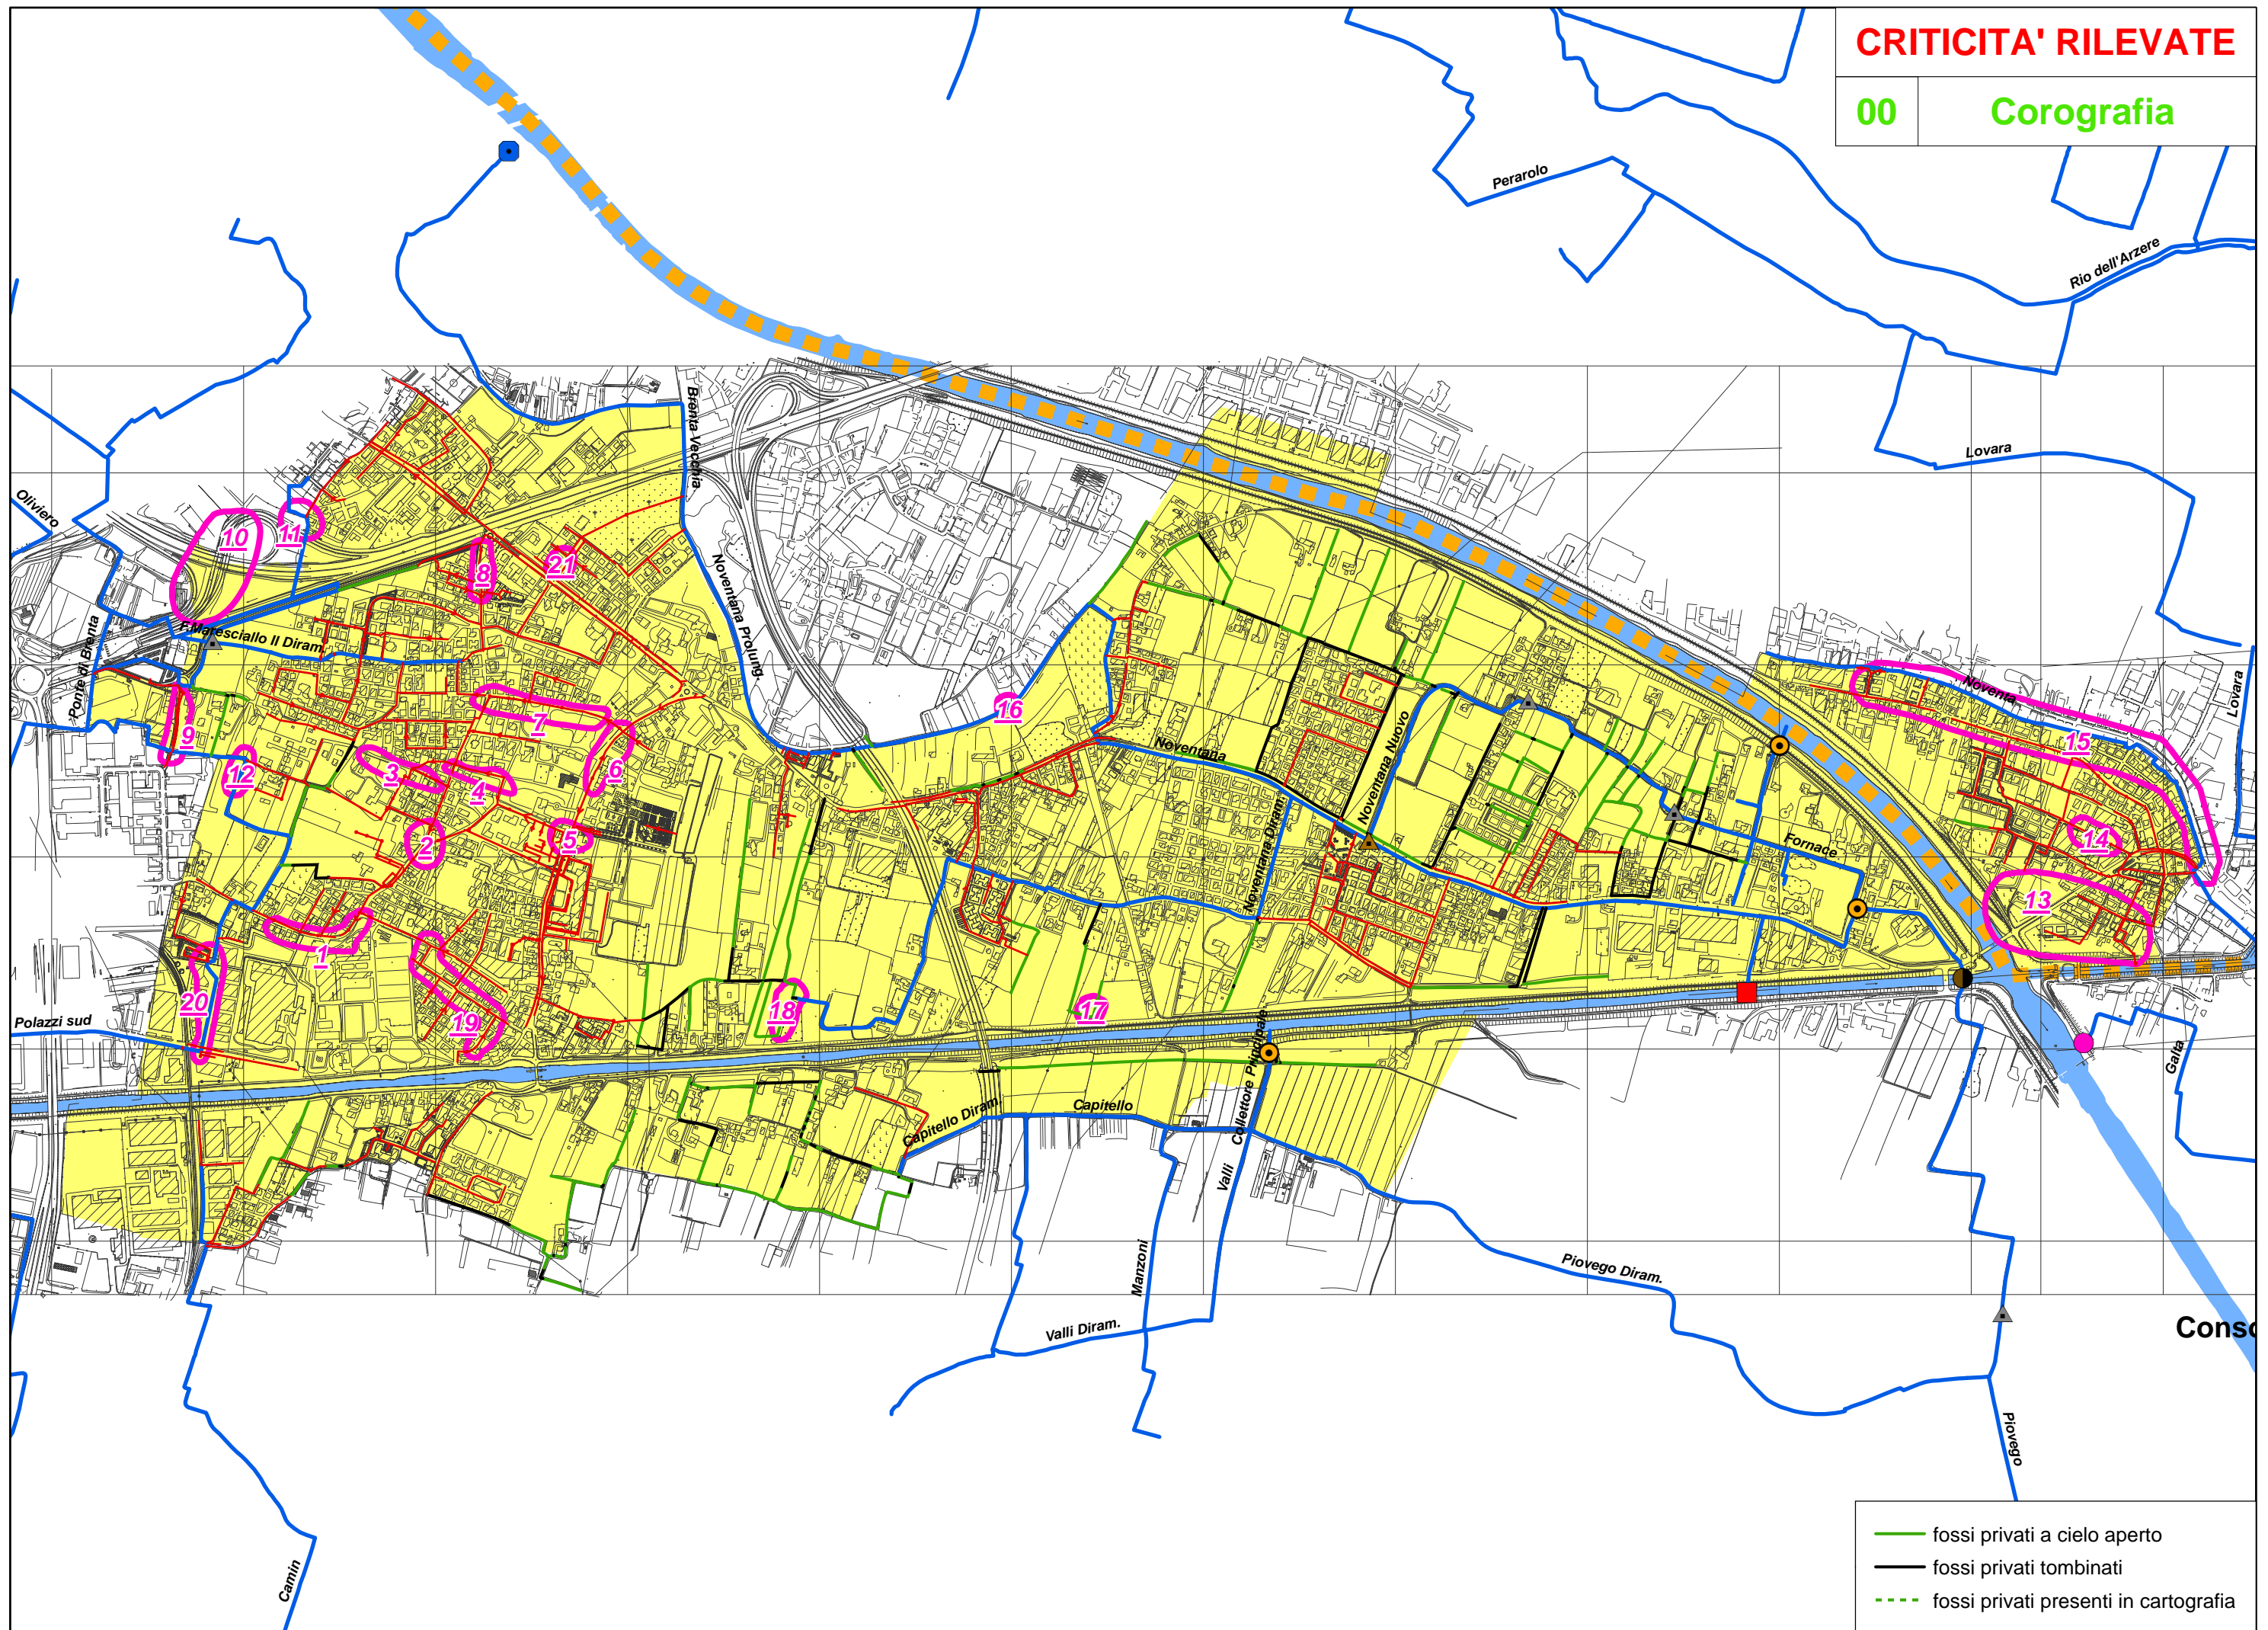 CRITICITA' RILEVATE
00 Corografia
Perarolo
Rio dell'Arzere
Brenta Vecchia
Lovara
Oliviero
10
11
8
21
Noventana Prolung.
F.Maresciallo II Diram.
Ponte di Brenta
Lovara
7
16
Noventa
9
Noventana
Noventana Nuovo
15
3
12
4
6
2
5
Noventana Diram.
Fornace
14
13
1
20
19
18
17
Polazzi sud
Collettore Principale
Galta
Capitello Diram.
Capitello
Valli
Manzoni
Piovego Diram.
Valli Diram.
Conso
Piovego
Camin
fossi privati a cielo aperto
fossi privati tombinati
fossi privati presenti in cartografia